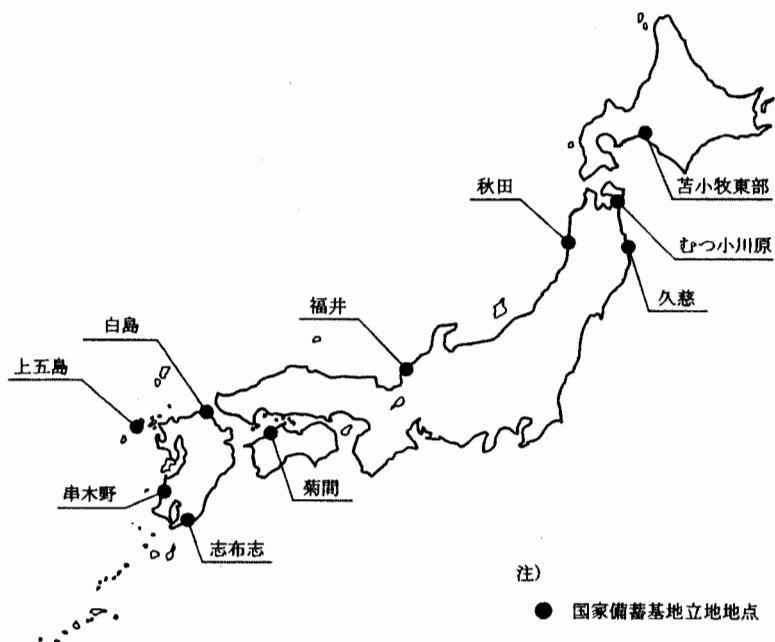 苫小牧東部
秋田
むつ小川原
久慈
福井
白島
上五島
菊間
串木野
志布志
注)
● 国家備蓄基地立地地点